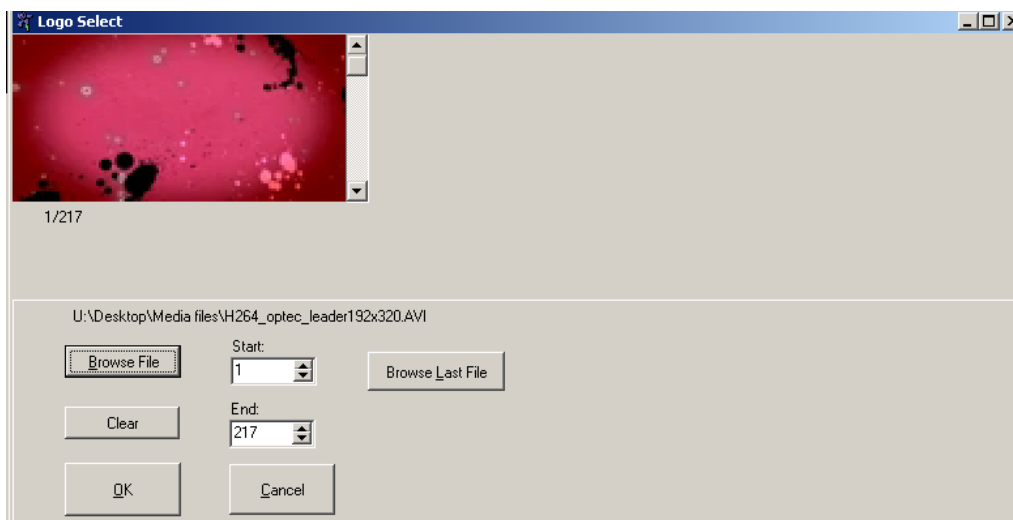 Logo Select
1/217
U:\Desktop\Media files\H264_optec_leader192x320.AVI
Browse File
Start:
1
Browse Last File
Clear
End:
217
OK
Cancel